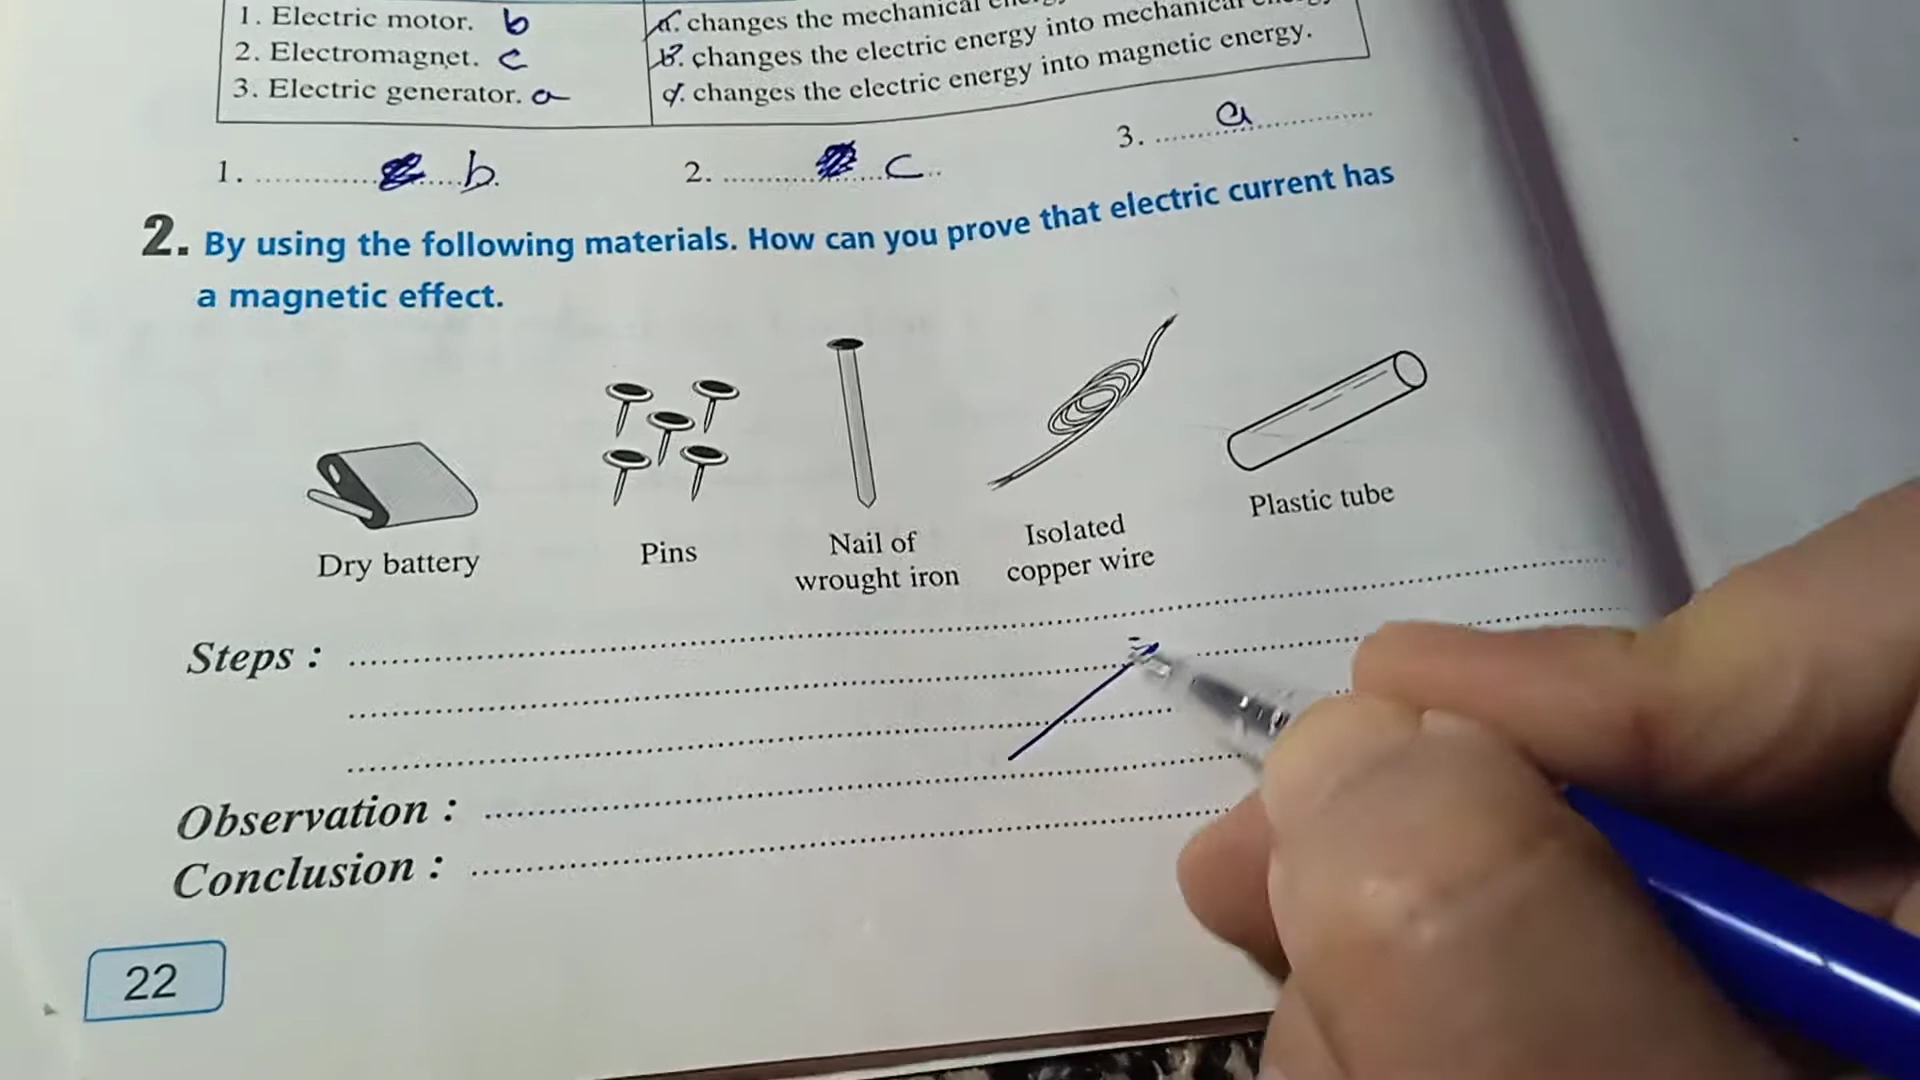 1. Electric motor. b
a. changes the mechanical
2. Electromagnet. c
b. changes the electric energy into mechanical
3. Electric generator. a
changes the electric energy into magnetic energy.
1. b
2. c
3. a
2. By using the following materials. How can you prove that electric current has
a magnetic effect.
Dry battery
Pins
Nail of
wrought iron
Isolated
copper wire
Plastic tube
Steps :
Observation :
Conclusion :
22